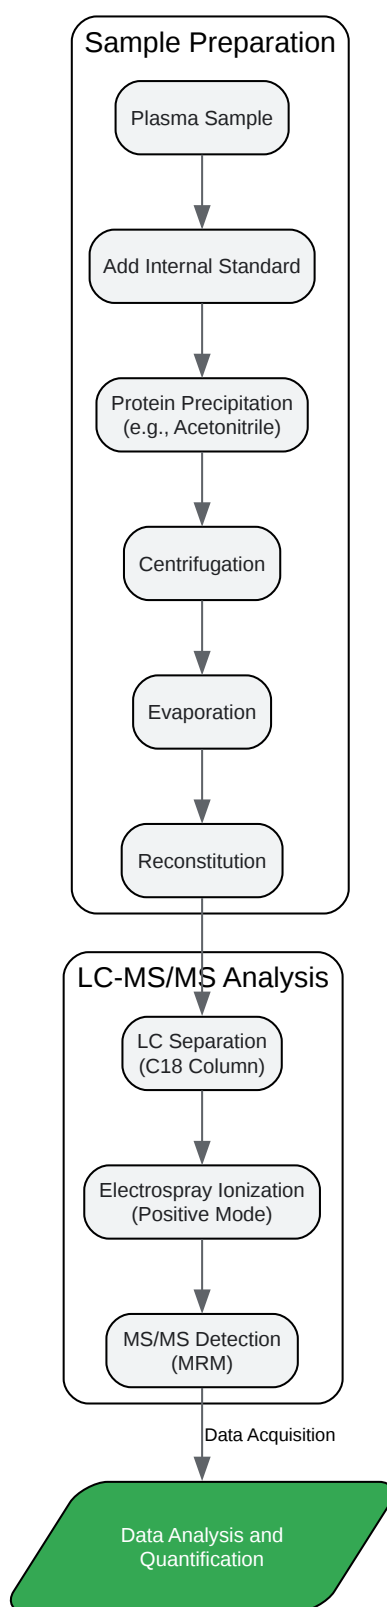 Sample Preparation
Plasma Sample
Add Internal Standard
Protein Precipitation
(e.g., Acetonitrile)
Centrifugation
Evaporation
Reconstitution
LC-MS/MS Analysis
LC Separation
(C18 Column)
Electrospray Ionization
(Positive Mode)
MS/MS Detection
(MRM)
Data Acquisition
Data Analysis and
Quantification